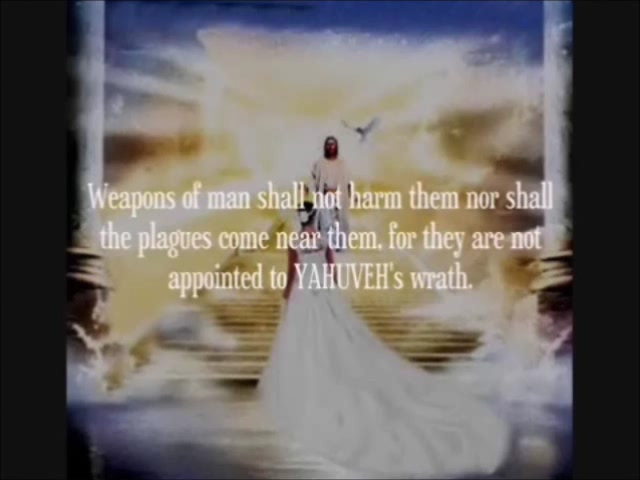 Weapons of man shall not harm them nor shall
the plagues come near them, for they are not
appointed to YAHUVEH's wrath.